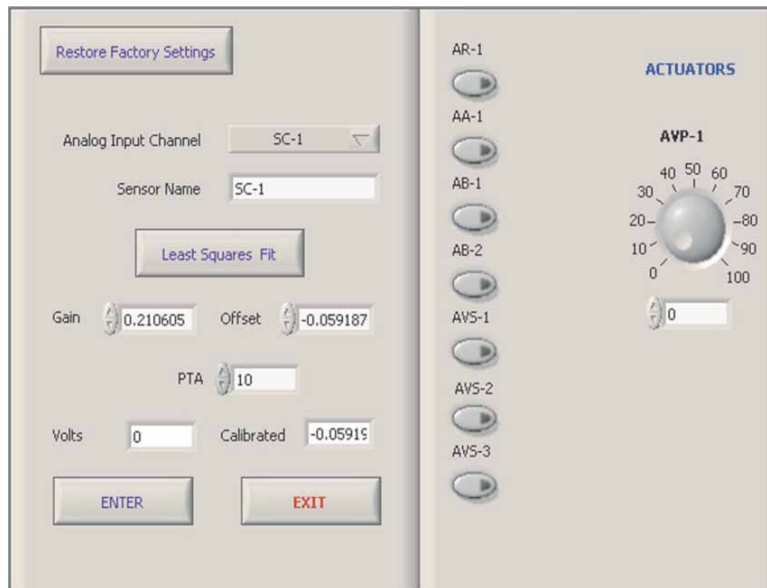 Restore Factory Settings
Analog Input Channel SC-1
Sensor Name SC-1
Least Squares Fit
Gain 0.210605 Offset -0.059187
PTA 10
Volts 0 Calibrated -0.05919
ENTER EXIT
AR-1
AA-1
AB-1
AB-2
AVS-1
AVS-2
AVS-3
ACTUATORS
AVP-1
0 10 20 30 40 50 60 70 80 90 100
0